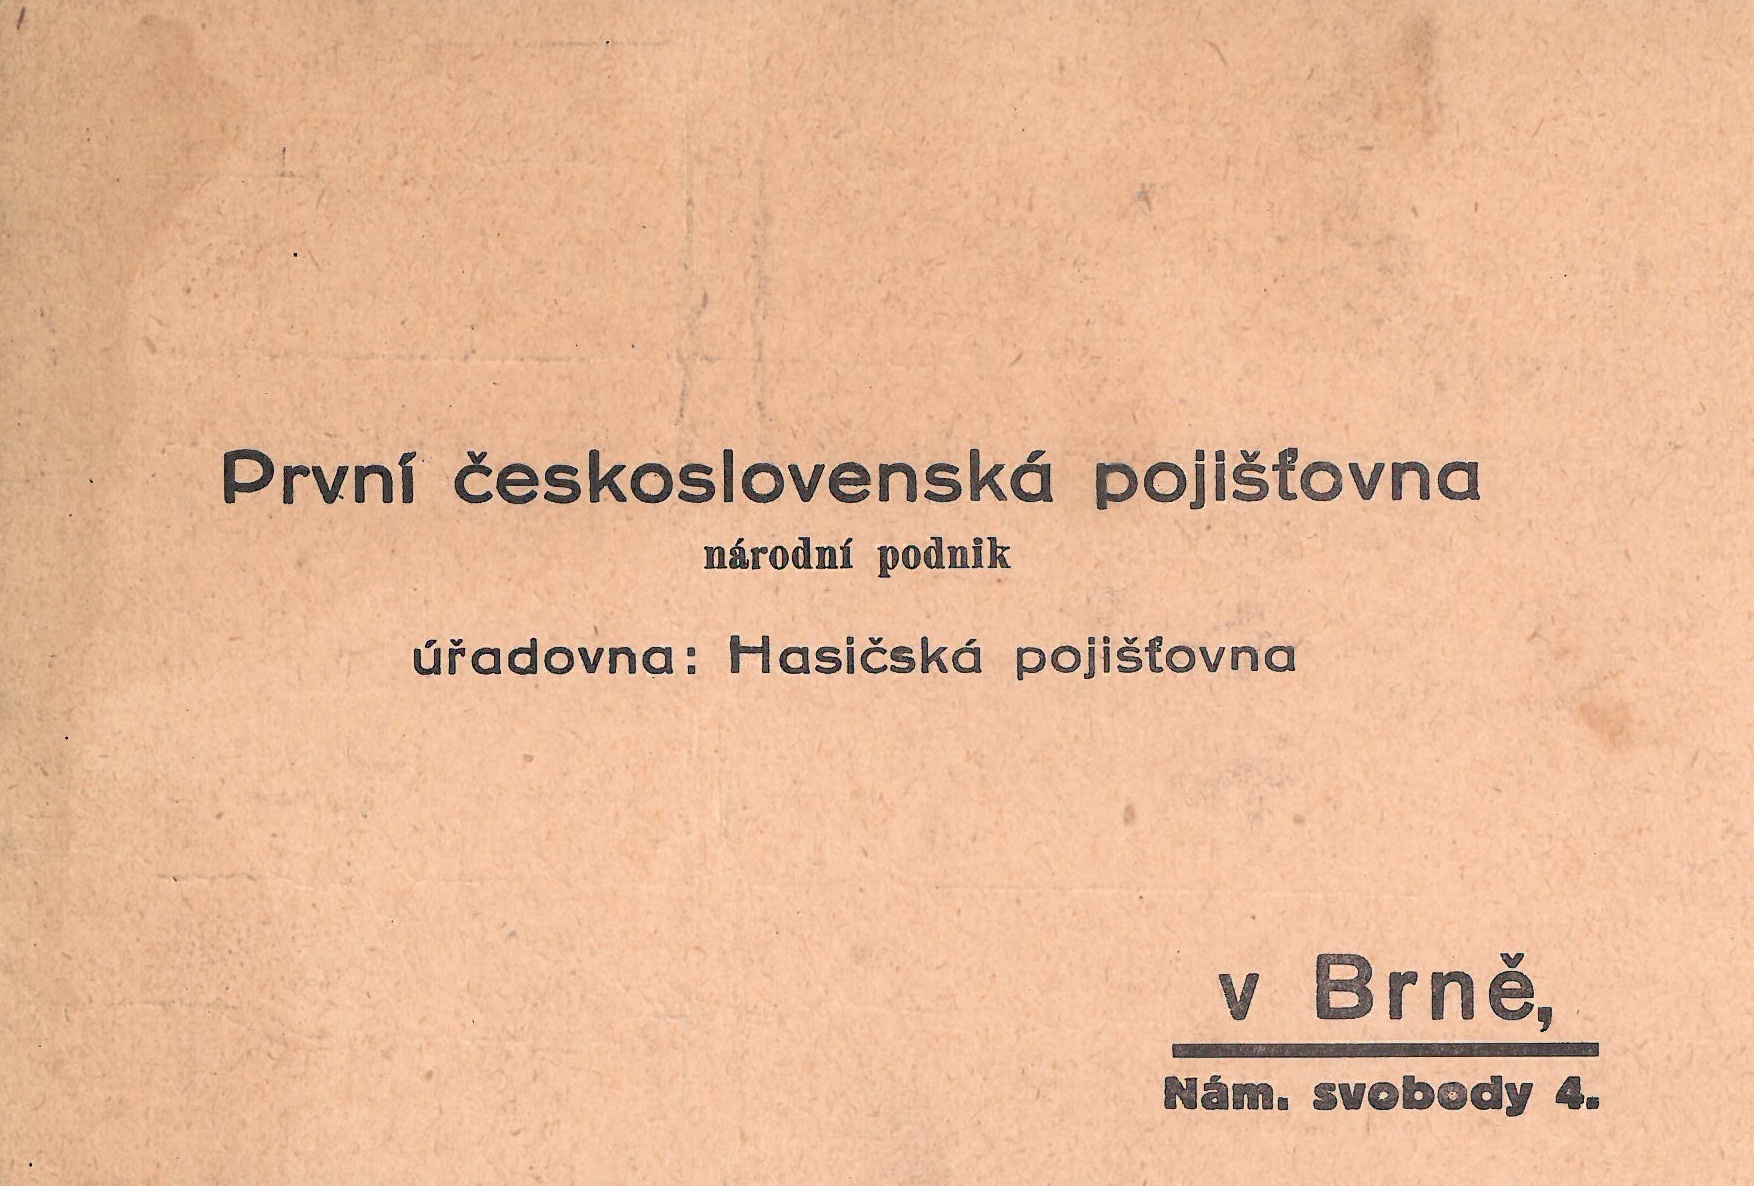 První československá pojišťovna
národní podnik
úřadovna: Hasičská pojišťovna
v Brně,
Nám. svobody 4.